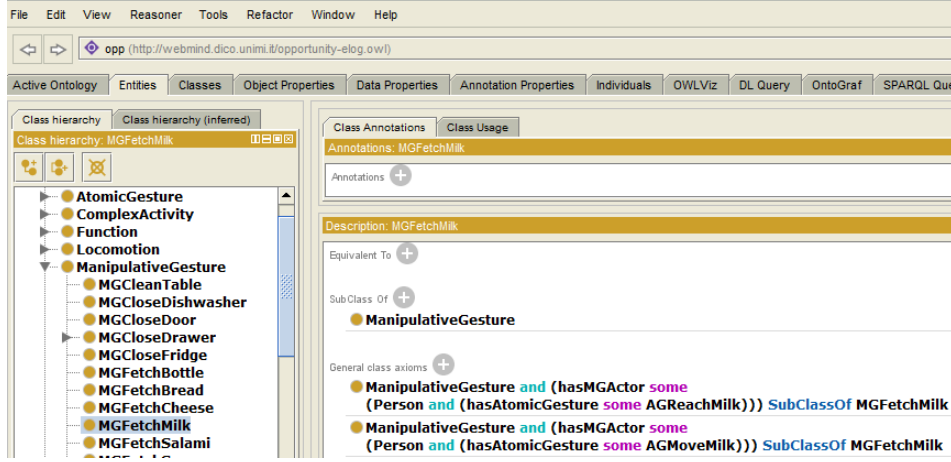 File Edit View Reasoner Tools Refactor Window Help
opp (http://webmind.dico.unimi.it/opportunity-elog.owl)
Active Ontology Entities Classes Object Properties Data Properties Annotation Properties Individuals OWLViz DL Query OntoGraf SPARQL Que
Class hierarchy Class hierarchy (inferred)
Class hierarchy: MGFetchMilk
AtomicGesture
ComplexActivity
Function
Locomotion
ManipulativeGesture
MGCleanTable
MGCloseDishwasher
MGCloseDoor
MGCloseDrawer
MGCloseFridge
MGFetchBottle
MGFetchBread
MGFetchCheese
MGFetchMilk
MGFetchSalami
Class Annotations Class Usage
Annotations: MGFetchMilk
Annotations
Description: MGFetchMilk
Equivalent To
SubClass Of
ManipulativeGesture
General class axioms
ManipulativeGesture and (hasMGActor some
(Person and (hasAtomicGesture some AGReachMilk))) SubClassOf MGFetchMilk
ManipulativeGesture and (hasMGActor some
(Person and (hasAtomicGesture some AGMoveMilk))) SubClassOf MGFetchMilk